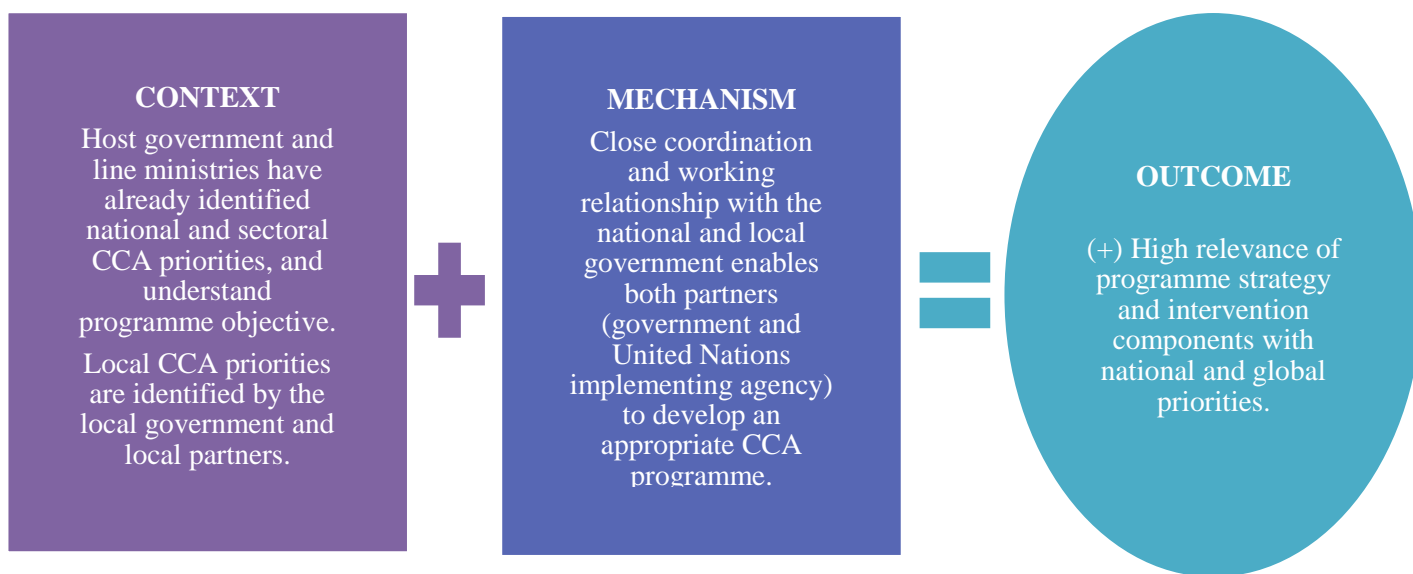 CONTEXT
Host government and
line ministries have
already identified
national and sectoral
CCA priorities, and
understand
programme objective.
Local CCA priorities
are identified by the
local government and
local partners.
MECHANISM
Close coordination
and working
relationship with the
national and local
government enables
both partners
(government and
United Nations
implementing agency)
to develop an
appropriate CCA
programme.
OUTCOME
(+) High relevance of
programme strategy
and intervention
components with
national and global
priorities.